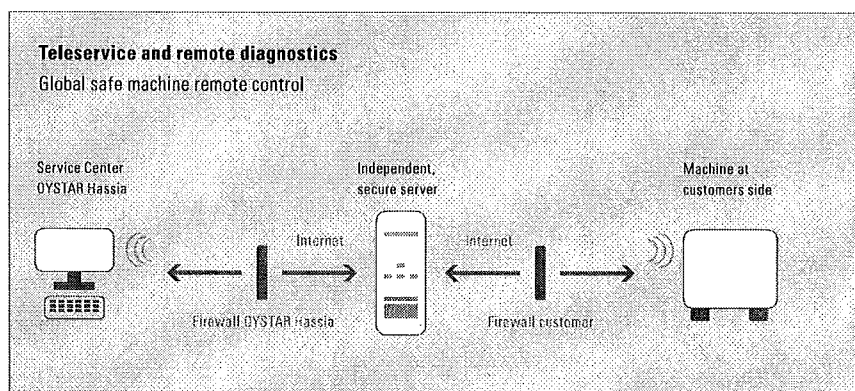 Teleservice and remote diagnostics
Global safe machine remote control
Service Center
OYSTAR Hassia
Independent,
secure server
Machine at
customers side
Internet
Internet
Firewall OYSTAR Hassia
Firewall customer